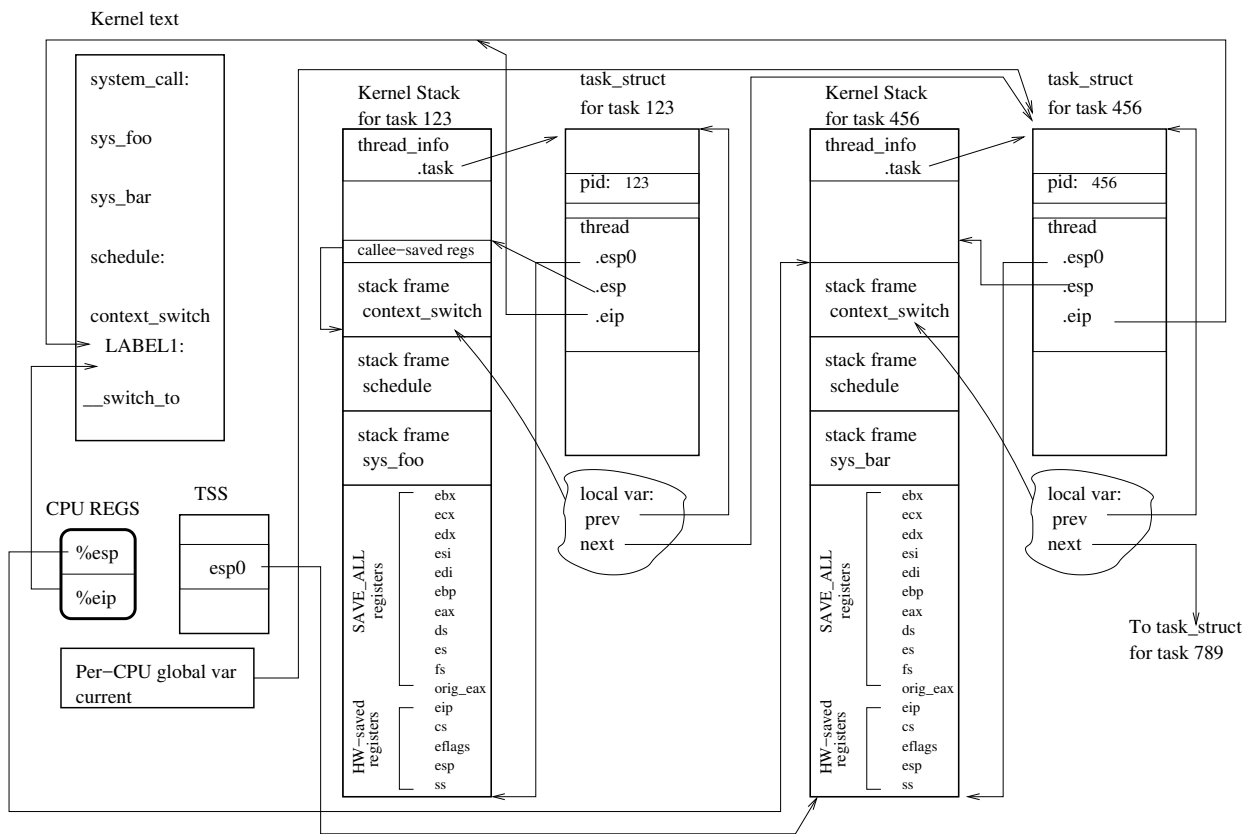 Kernel text
system_call:
sys_foo
sys_bar
schedule:
context_switch
LABEL1:
__switch_to
CPU REGS
%esp
%eip
TSS
esp0
Per-CPU global var
current
Kernel Stack
for task 123
thread_info
.task
callee-saved regs
stack frame
context_switch
stack frame
schedule
stack frame
sys_foo
SAVE_ALL
registers
ebx
ecx
edx
esi
edi
ebp
eax
ds
es
fs
orig_eax
HW-saved
registers
eip
cs
eflags
esp
ss
task_struct
for task 123
pid: 123
thread
.esp0
.esp
.eip
local var:
prev
next
Kernel Stack
for task 456
thread_info
.task
stack frame
context_switch
stack frame
schedule
stack frame
sys_bar
SAVE_ALL
registers
ebx
ecx
edx
esi
edi
ebp
eax
ds
es
fs
orig_eax
HW-saved
registers
eip
cs
eflags
esp
ss
task_struct
for task 456
pid: 456
thread
.esp0
.esp
.eip
local var:
prev
next
To task_struct
for task 789